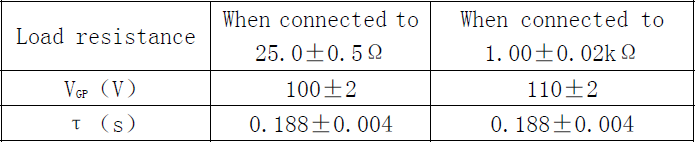 Load resistance
When connected to
25.0±0.5Ω
When connected to
1.00±0.02kΩ
VGP (V)
100±2
110±2
τ (s)
0.188±0.004
0.188±0.004